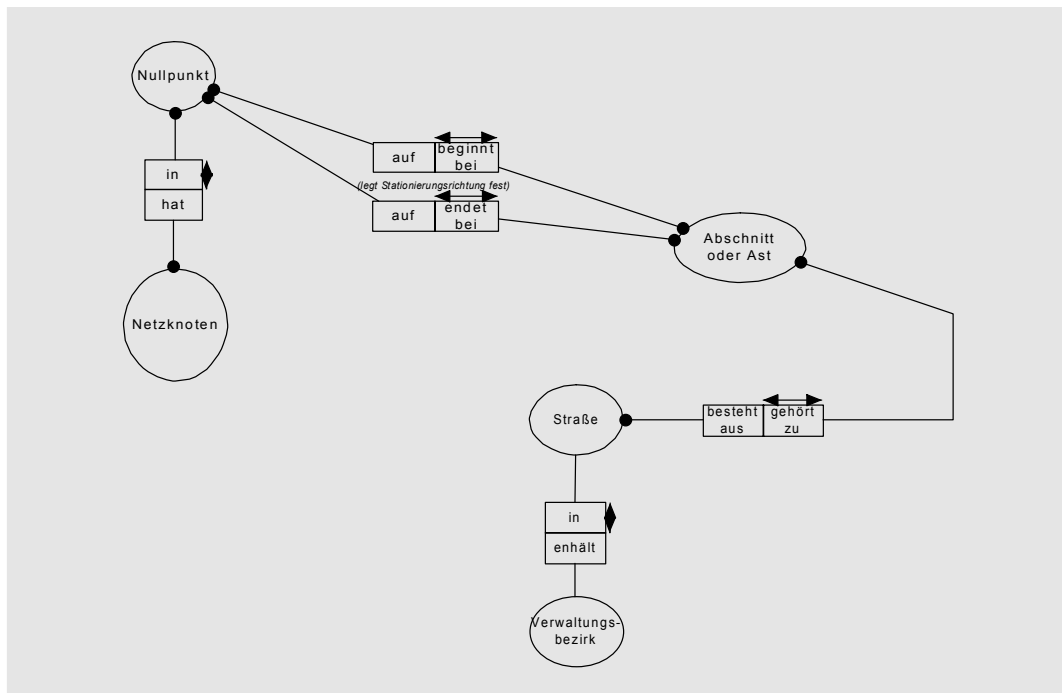 Nullpunkt
auf
beginnt
bei
(legt Stationierungsrichtung fest)
in
hat
auf
endet
bei
Abschnitt
oder Ast
Netzknoten
Straße
besteht
aus
gehört
zu
in
enhält
Verwaltungs-
bezirk